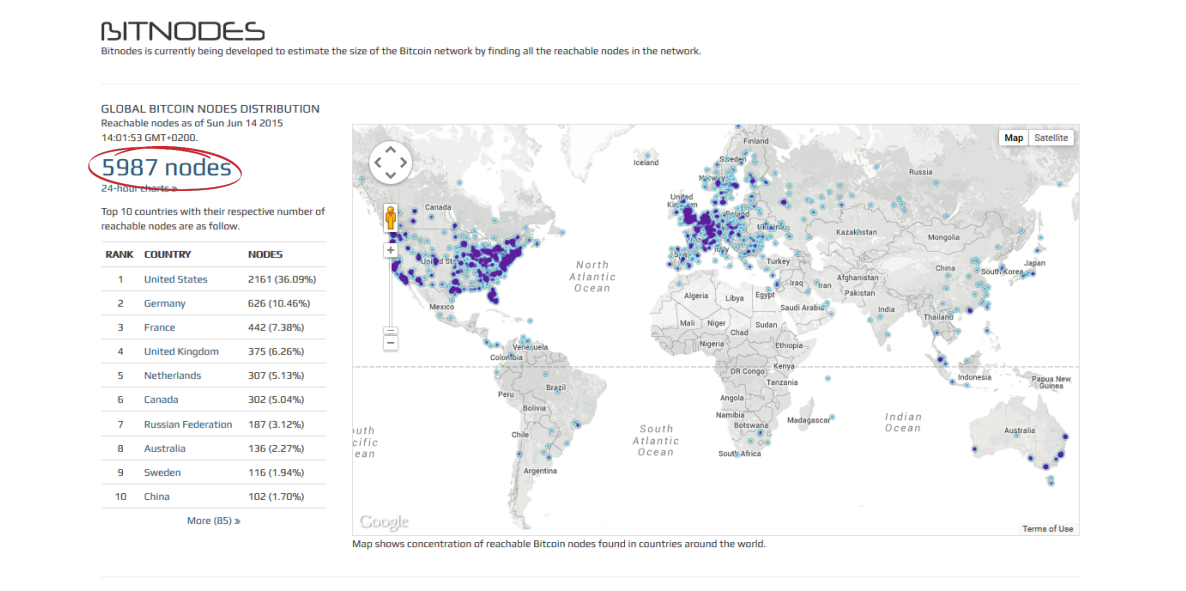 BITNODES
Bitnodes is currently being developed to estimate the size of the Bitcoin network by finding all the reachable nodes in the network.
GLOBAL BITCOIN NODES DISTRIBUTION
Reachable nodes as of Sun Jun 14 2015
14:01:53 GMT+0200.
5987 nodes
24-hour charts »
Top 10 countries with their respective number of
reachable nodes are as follow.
RANK COUNTRY NODES
1 United States 2161 (36.09%)
2 Germany 626 (10.46%)
3 France 442 (7.38%)
4 United Kingdom 375 (6.26%)
5 Netherlands 307 (5.13%)
6 Canada 302 (5.04%)
7 Russian Federation 187 (3.12%)
8 Australia 136 (2.27%)
9 Sweden 116 (1.94%)
10 China 102 (1.70%)
More (85) »
Map Satellite
Finland
Iceland
Sweden
Norway
Russia
United
Kingdom
Canada
Poland
Ukraine
Kazakhstan
Mongolia
United St
Italy
Spain
North
Atlantic
Ocean
Turkey
China
Japan
South Korea
Iraq
Iran
Afghanistan
Pakistan
Algeria
Libya
Egypt
Saudi Arabia
India
Mexico
Thailand
Mali
Niger
Chad
Sudan
Nigeria
Ethiopia
Venezuela
Colombia
DR Congo
Kenya
Tanzania
Indonesia
Papua New
Guinea
Brazil
Peru
Bolivia
Angola
Namibia
Botswana
Madagascar
Indian
Ocean
Australia
Chile
South
Atlantic
Ocean
outh
cific
ean
South Africa
Argentina
Google
Terms of Use
Map shows concentration of reachable Bitcoin nodes found in countries around the world.